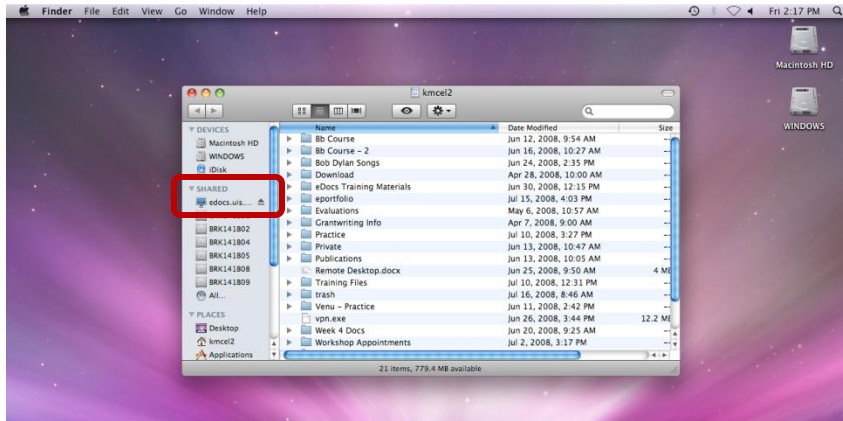 Finder File Edit View Go Window Help Fri 2:17 PM
Macintosh HD
WINDOWS
kmcel2
Name Date Modified Size
Bb Course Jun 12, 2008, 9:54 AM --
Bb Course – 2 Jun 16, 2008, 10:27 AM --
Bob Dylan Songs Jun 24, 2008, 2:35 PM --
Download Apr 28, 2008, 10:00 AM --
eDocs Training Materials Jun 30, 2008, 12:15 PM --
eportfolio Jul 15, 2008, 4:03 PM --
Evaluations May 6, 2008, 10:57 AM --
Grantwriting Info Apr 7, 2008, 9:00 AM --
Practice Jul 10, 2008, 3:27 PM --
Private Jun 13, 2008, 10:47 AM --
Publications Jun 13, 2008, 10:05 AM --
Remote Desktop.docx Jun 25, 2008, 9:50 AM 4 ME
Training Files Jul 10, 2008, 12:31 PM --
trash Jul 16, 2008, 8:46 AM --
Venu – Practice Jun 11, 2008, 2:42 PM --
vpn.exe Jun 26, 2008, 3:44 PM 12.2 ME
Week 4 Docs Jun 20, 2008, 9:25 AM --
Workshop Appointments Jul 2, 2008, 3:17 PM --
DEVICES
Macintosh HD
WINDOWS
iDisk
SHARED
edocs.uis....
BRK141802
BRK141804
BRK141805
BRK141808
BRK141809
All...
PLACES
Desktop
kmcel2
Applications
21 items, 779.4 MB available